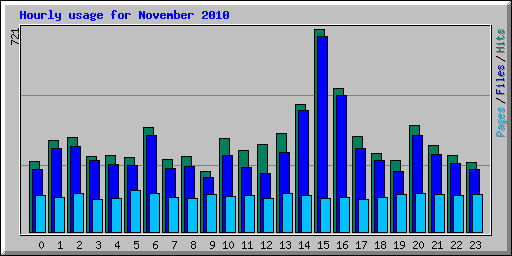 Hourly usage for November 2010
721
Pages / Files / Hits
0 1 2 3 4 5 6 7 8 9 10 11 12 13 14 15 16 17 18 19 20 21 22 23